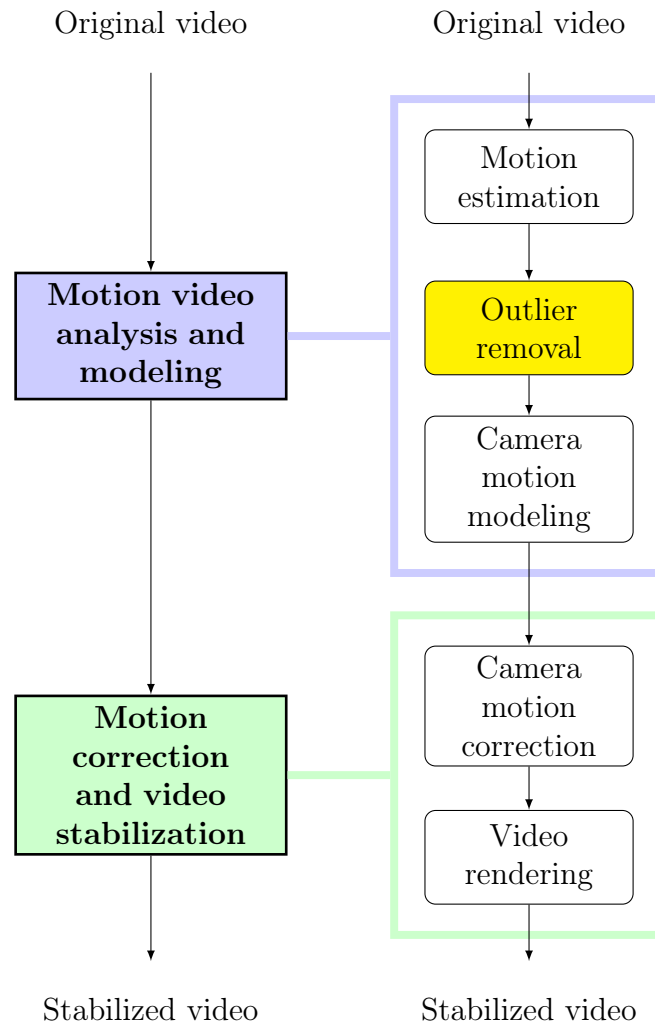 Original video
Motion video
analysis and
modeling
Motion
correction
and video
stabilization
Stabilized video
Original video
Motion
estimation
Outlier
removal
Camera
motion
modeling
Camera
motion
correction
Video
rendering
Stabilized video